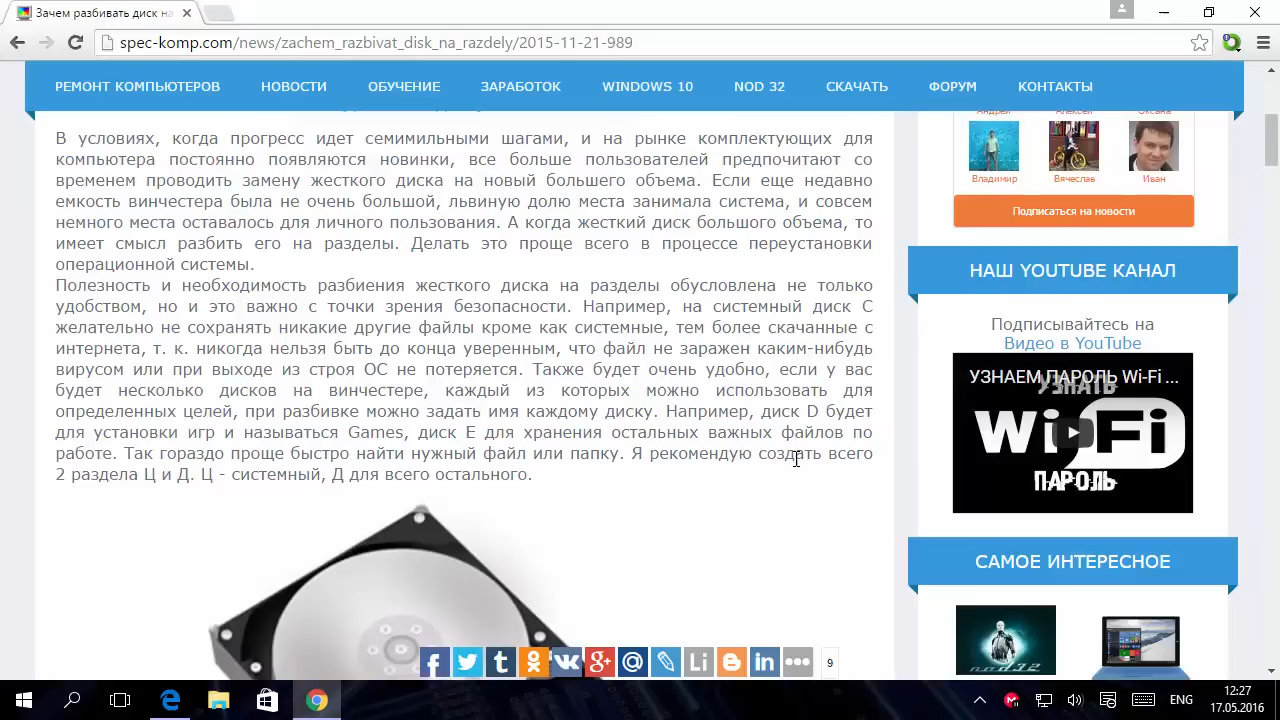 Зачем разбивать диск на
spec-komp.com/news/zachem_razbivat_disk_na_razdely/2015-11-21-989
РЕМОНТ КОМПЬЮТЕРОВ НОВОСТИ ОБУЧЕНИЕ ЗАРАБОТОК WINDOWS 10 NOD 32 СКАЧАТЬ ФОРУМ КОНТАКТЫ
В условиях, когда прогресс идет семимильными шагами, и на рынке комплектующих для
компьютера постоянно появляются новинки, все больше пользователей предпочитают со
временем проводить замену жесткого диска на новый большего объема. Если еще недавно
емкость винчестера была не очень большой, львиную долю места занимала система, и совсем
немного места оставалось для личного пользования. А когда жесткий диск большого объема, то
имеет смысл разбить его на разделы. Делать это проще всего в процессе переустановки
операционной системы.
Полезность и необходимость разбиения жесткого диска на разделы обусловлена не только
удобством, но и это важно с точки зрения безопасности. Например, на системный диск С
желательно не сохранять никакие другие файлы кроме как системные, тем более скачанные с
интернета, т. к. никогда нельзя быть до конца уверенным, что файл не заражен каким-нибудь
вирусом или при выходе из строя ОС не потеряется. Также будет очень удобно, если у вас
будет несколько дисков на винчестере, каждый из которых можно использовать для
определенных целей, при разбивке можно задать имя каждому диску. Например, диск D будет
для установки игр и называться Games, диск E для хранения остальных важных файлов по
работе. Так гораздо проще быстро найти нужный файл или папку. Я рекомендую создать всего
2 раздела Ц и Д. Ц - системный, Д для всего остального.
Андрей Алексей Оксана
Владимир Вячеслав Иван
Подписаться на новости
НАШ YOUTUBE КАНАЛ
Подписывайтесь на
Видео в YouTube
УЗНАЕМ ПАРОЛЬ Wi-Fi ...
УЗНАТЬ
Wi Fi
ПАРОЛЬ
САМОЕ ИНТЕРЕСНОЕ
nod32
9
ENG
12:27
17.05.2016